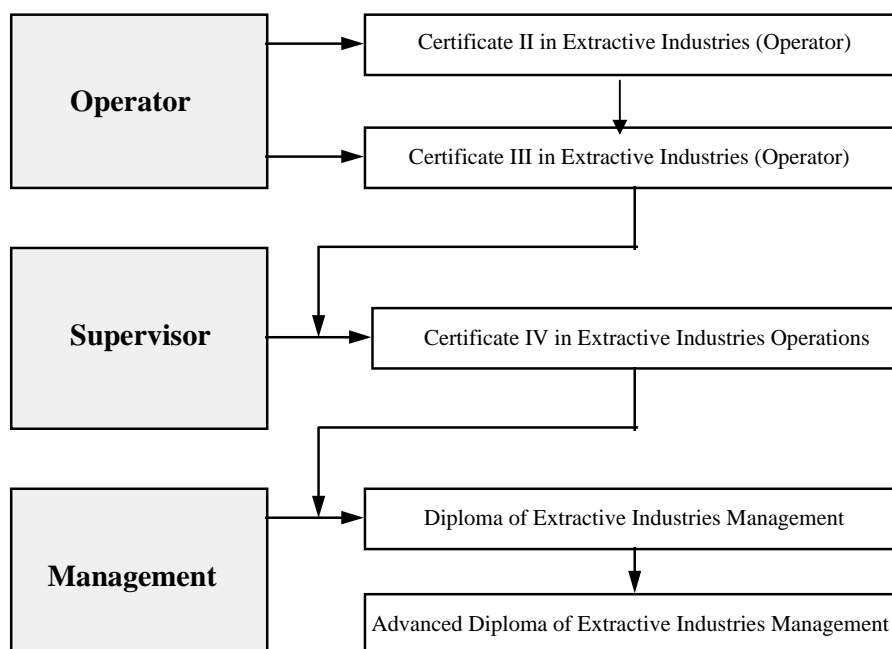 Operator
Certificate II in Extractive Industries (Operator)
Certificate III in Extractive Industries (Operator)
Supervisor
Certificate IV in Extractive Industries Operations
Management
Diploma of Extractive Industries Management
Advanced Diploma of Extractive Industries Management